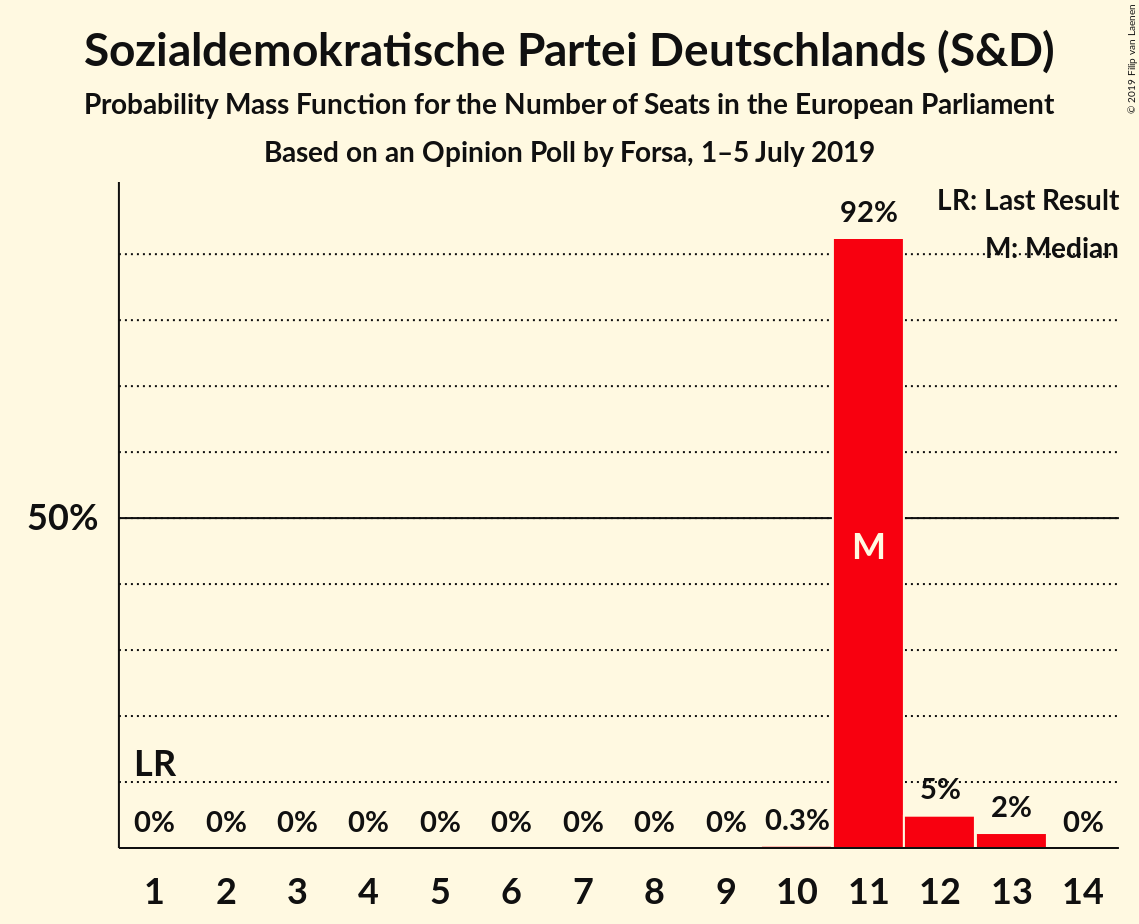 Sozialdemokratische Partei Deutschlands (S&D)
Probability Mass Function for the Number of Seats in the European Parliament
Based on an Opinion Poll by Forsa, 1–5 July 2019
© 2019 Filip van Laenen
LR: Last Result
M: Median
92%
50%
M
LR
0% 0% 0% 0% 0% 0% 0% 0% 0% 0.3% 5% 2% 0%
1 2 3 4 5 6 7 8 9 10 11 12 13 14